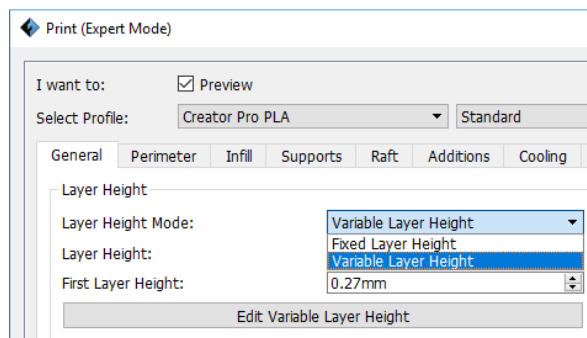 Print (Expert Mode)
I want to: Preview
Select Profile: Creator Pro PLA Standard
General Perimeter Infill Supports Raft Additions Cooling
Layer Height
Layer Height Mode: Variable Layer Height
Fixed Layer Height
Layer Height: Variable Layer Height
First Layer Height: 0.27mm
Edit Variable Layer Height